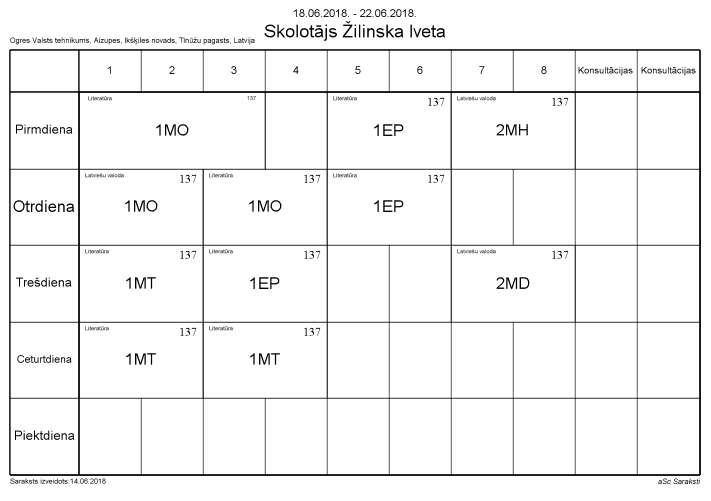 18.06.2018. - 22.06.2018.
Skolotājs Žilinska Iveta
Ogres Valsts tehnikums, Aizupes, Ikšķiles novads, Tīnūžu pagasts, Latvija
1 2 3 4 5 6 7 8 Konsultācijas Konsultācijas
Literatūra 137 Literatūra 137 Latviešu valoda 137
Pirmdiena 1MO 1EP 2MH
Latviešu valoda 137 Literatūra 137 Literatūra 137
Otrdiena 1MO 1MO 1EP
Literatūra 137 Literatūra 137 Latviešu valoda 137
Trešdiena 1MT 1EP 2MD
Literatūra 137 Literatūra 137
Ceturtdiena 1MT 1MT
Piektdiena
Saraksts izveidots:14.06.2018 aSc Saraksti